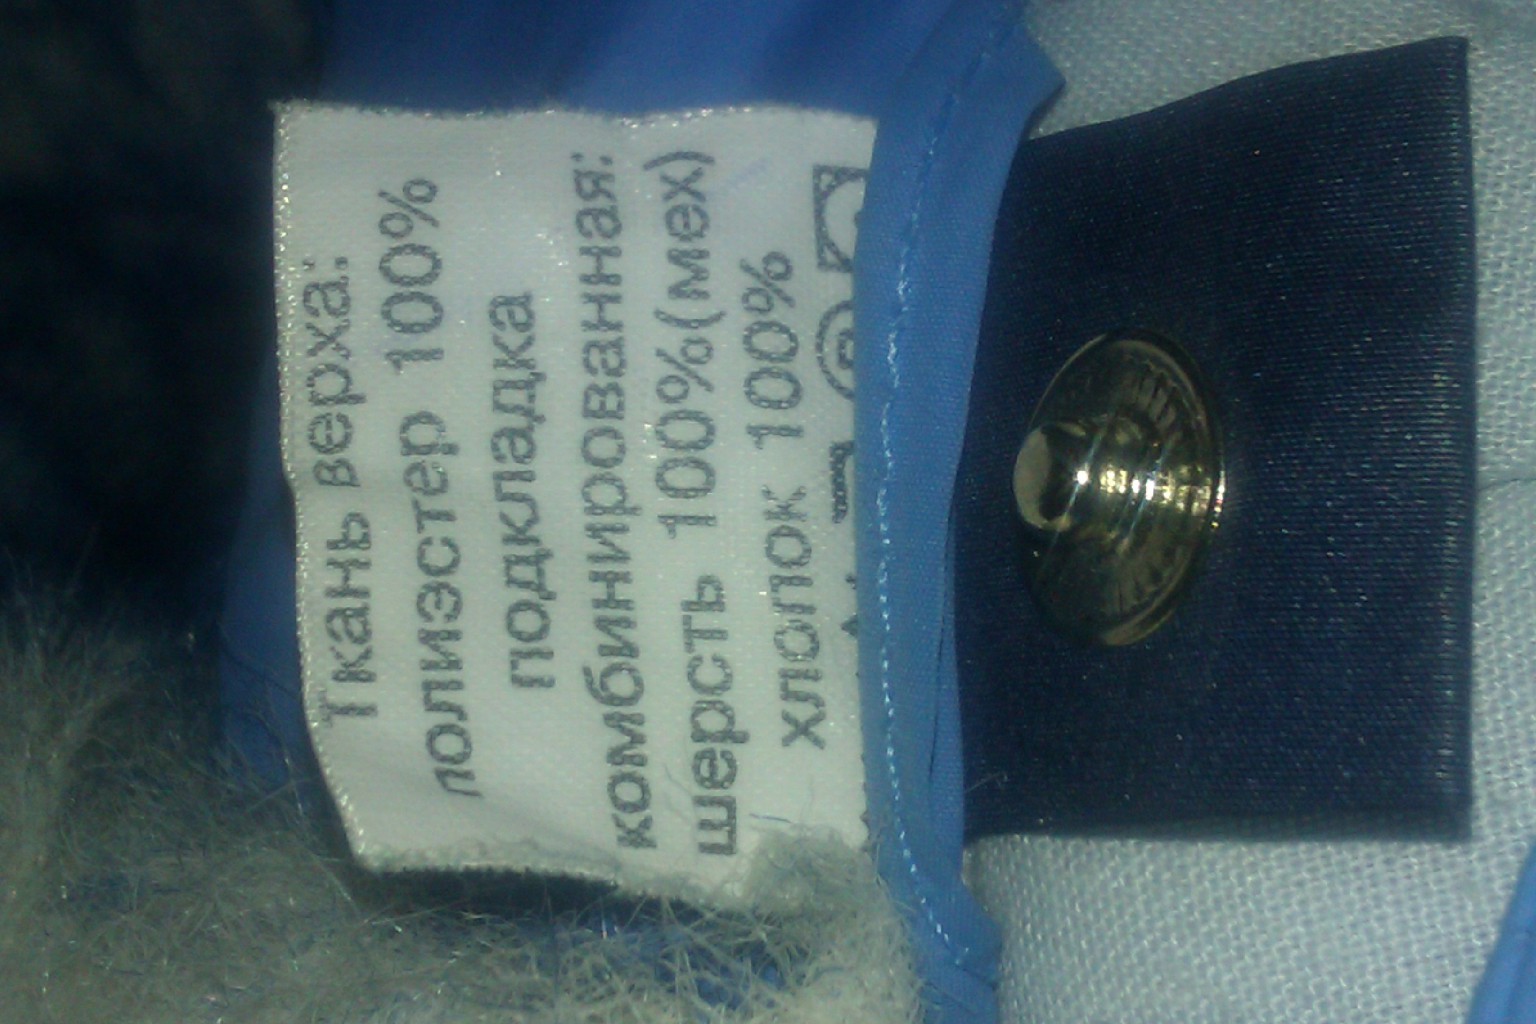 Ткань верха:
полиэстер 100%
подкладка
комбинированная:
шерсть 100%(мех)
хлопок 100%